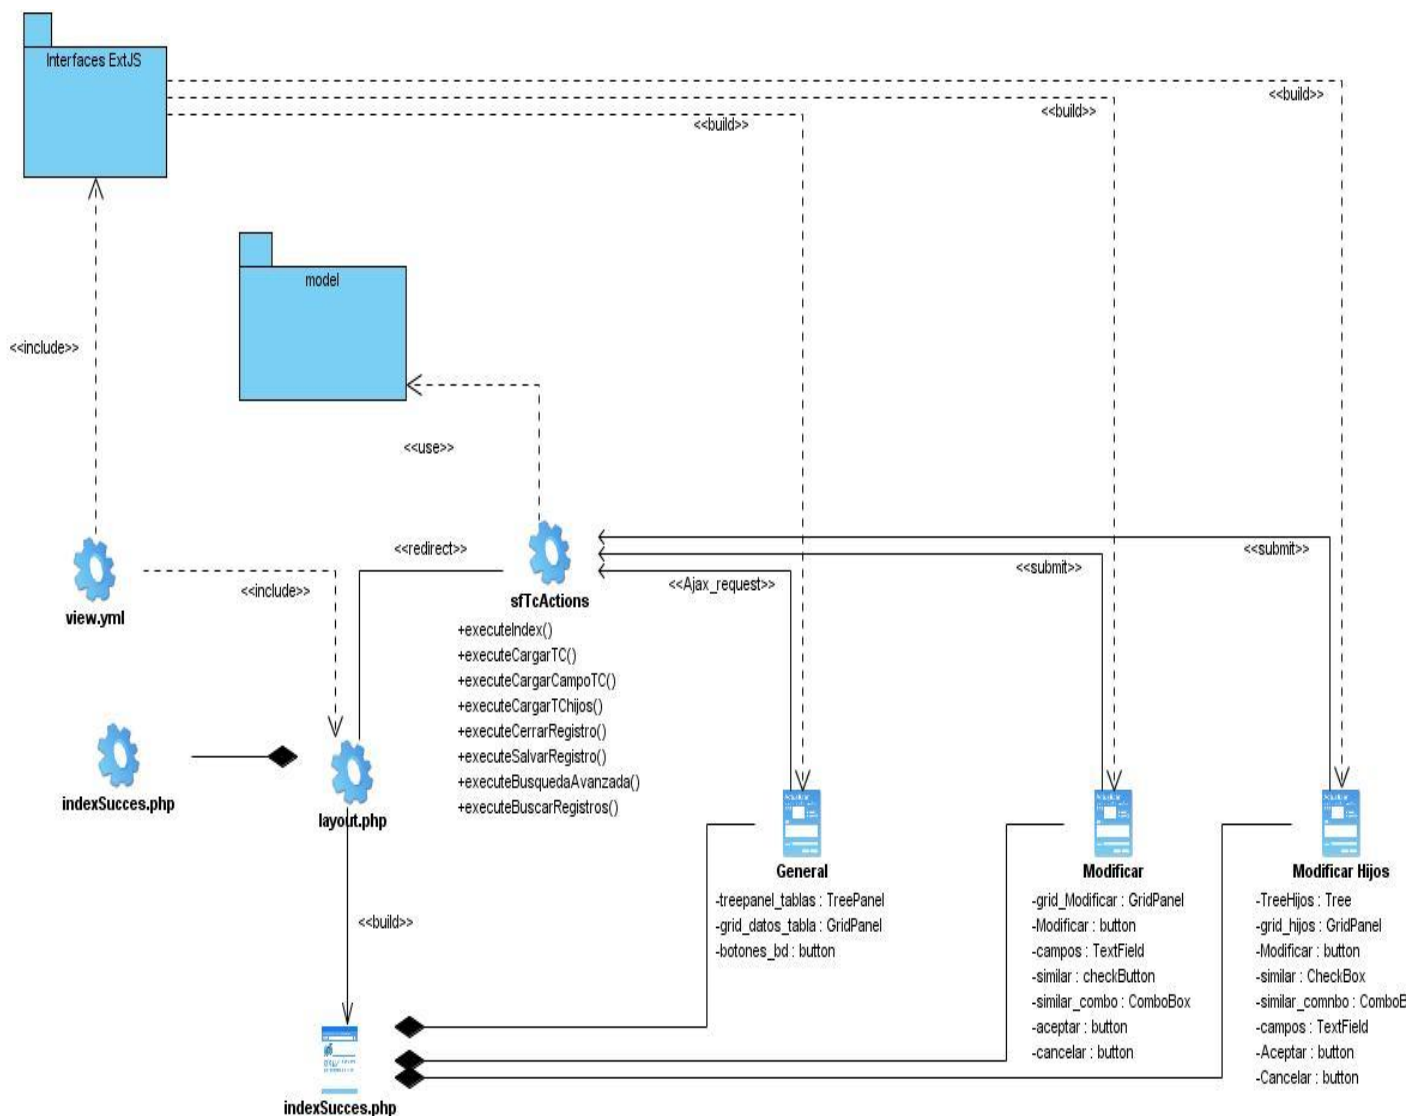 Interfaces ExtJS
<<build>>
<<build>>
<<build>>
model
<<include>>
<<use>>
<<redirect>>
<<submit>>
<<submit>>
<<Ajax_request>>
<<include>>
view.yml
sfTcActions
+executeIndex()
+executeCargarTC()
+executeCargarCampoTC()
+executeCargarTChijos()
+executeCerrarRegistro()
+executeSalvarRegistro()
+executeBusquedaAvanzada()
+executeBuscarRegistros()
indexSucces.php
layout.php
<<build>>
General
-treepanel_tablas : TreePanel
-grid_datos_tabla : GridPanel
-botones_bd : button
Modificar
-grid_Modificar : GridPanel
-Modificar : button
-campos : TextField
-similar : checkButton
-similar_combo : ComboBox
-aceptar : button
-cancelar : button
Modificar Hijos
-TreeHijos : Tree
-grid_hijos : GridPanel
-Modificar : button
-similar : CheckBox
-similar_comnbo : ComboB
-campos : TextField
-Aceptar : button
-Cancelar : button
indexSucces.php